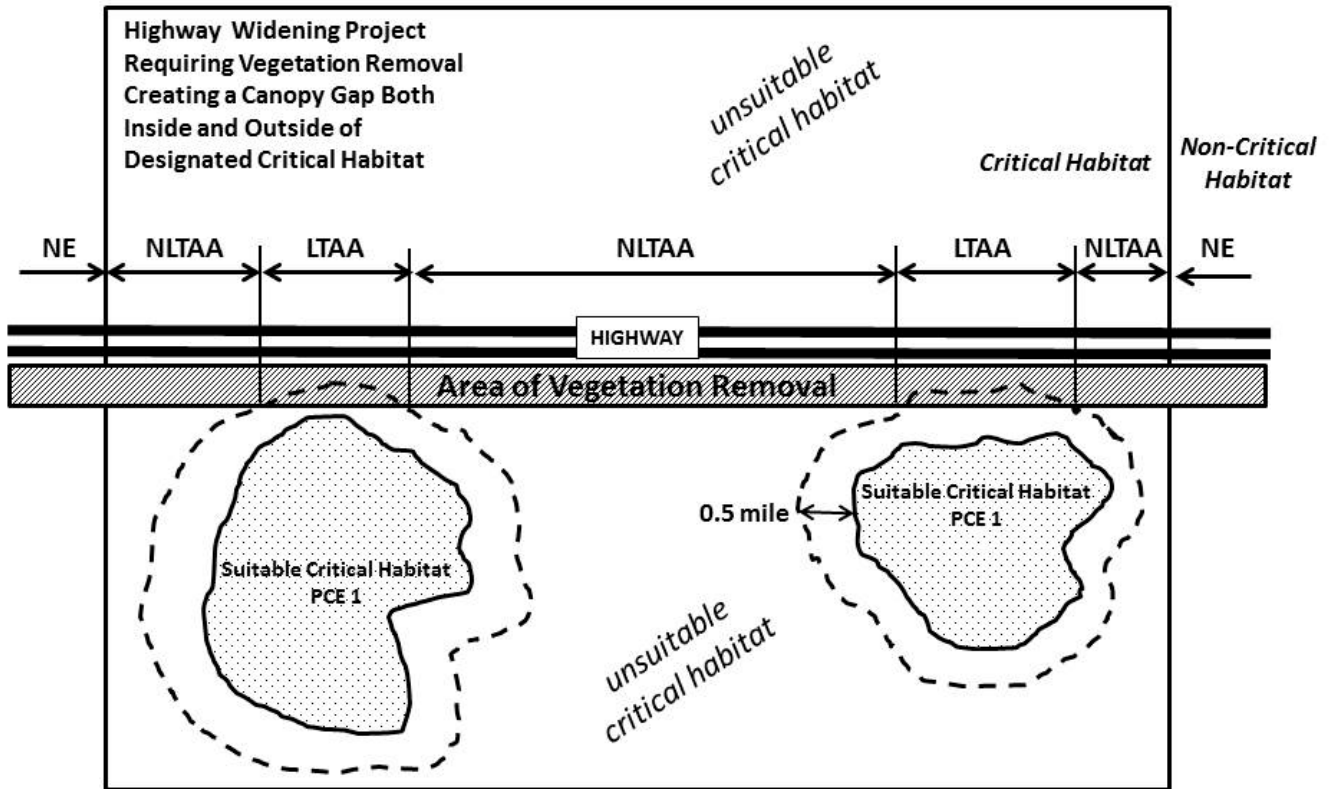 Highway Widening Project
Requiring Vegetation Removal
Creating a Canopy Gap Both
Inside and Outside of
Designated Critical Habitat
unsuitable
critical habitat
Critical Habitat
Non-Critical
Habitat
NE
NLTAA
LTAA
NLTAA
LTAA
NLTAA
NE
HIGHWAY
Area of Vegetation Removal
Suitable Critical Habitat
PCE 1
0.5 mile
Suitable Critical Habitat
PCE 1
unsuitable
critical habitat